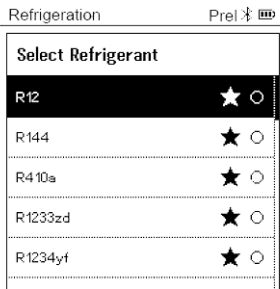 Refrigeration Prel
Select Refrigerant
R12
R144
R410a
R1233zd
R1234yf